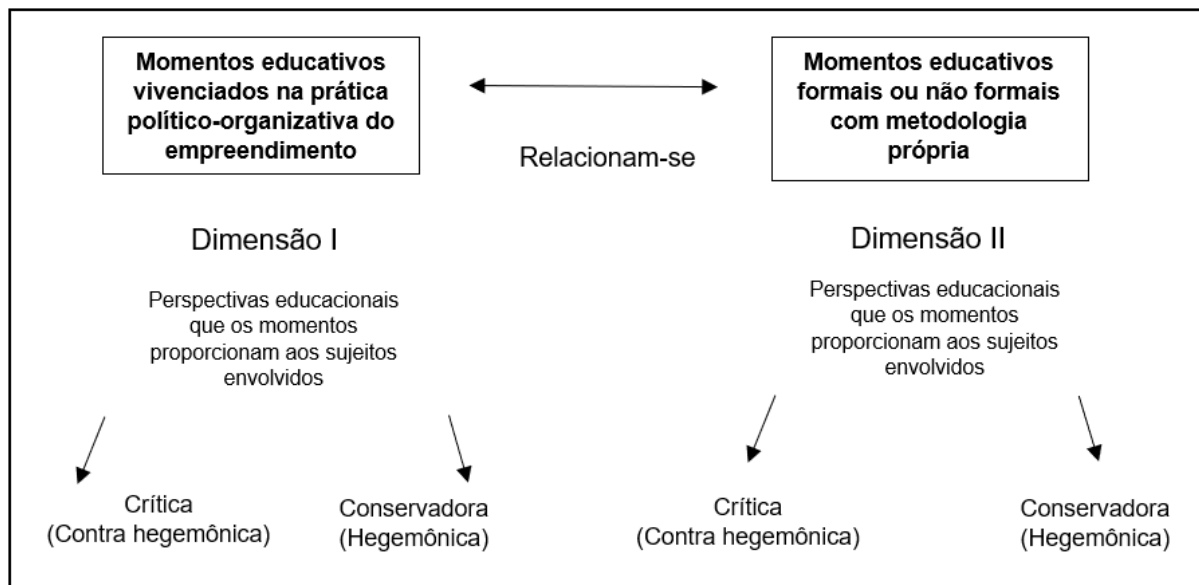 Momentos educativos
vivenciados na prática
político-organizativa do
empreendimento
Relacionam-se
Momentos educativos
formais ou não formais
com metodologia
própria
Dimensão I
Perspectivas educacionais
que os momentos
proporcionam aos sujeitos
envolvidos
Dimensão II
Perspectivas educacionais
que os momentos
proporcionam aos sujeitos
envolvidos
Crítica
(Contra hegemônica)
Conservadora
(Hegemônica)
Crítica
(Contra hegemônica)
Conservadora
(Hegemônica)